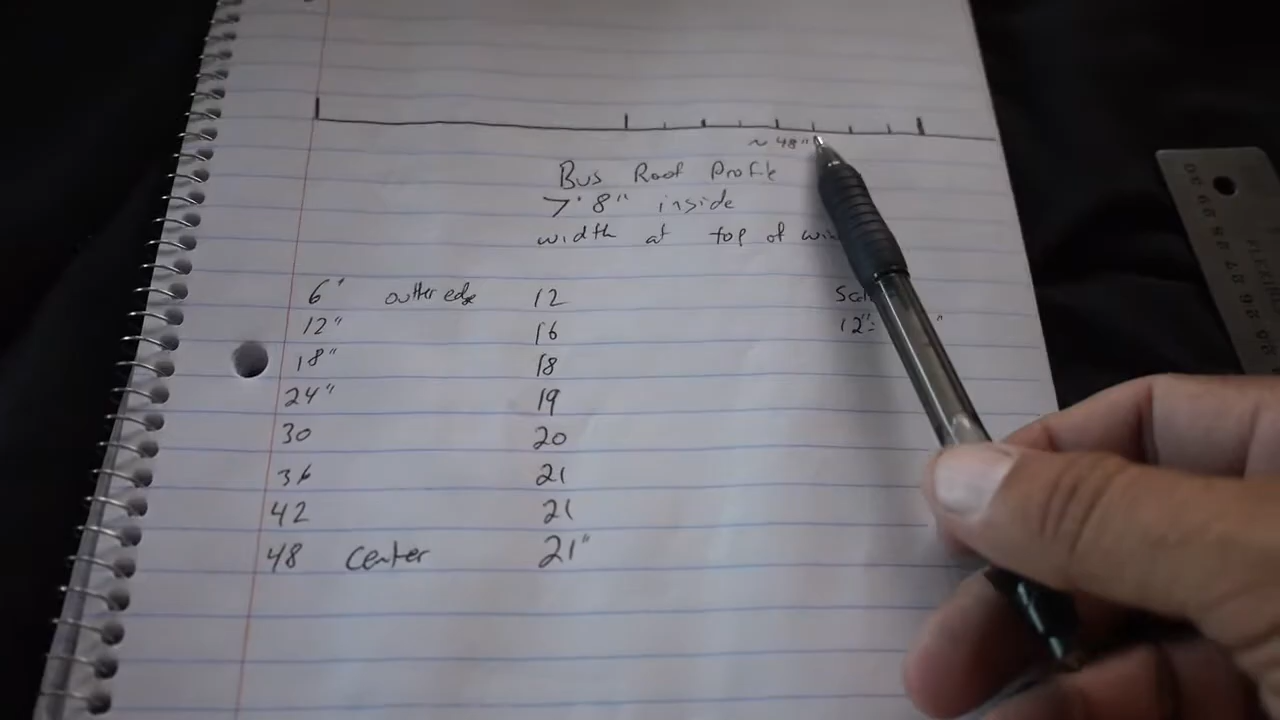 ~ 48"
Bus Roof Profile
7' 8" inside
width at top of
6" outter edge 12
12" 16
18" 18
24" 19
30 20
36 21
42 21
48 center 21"
12"=